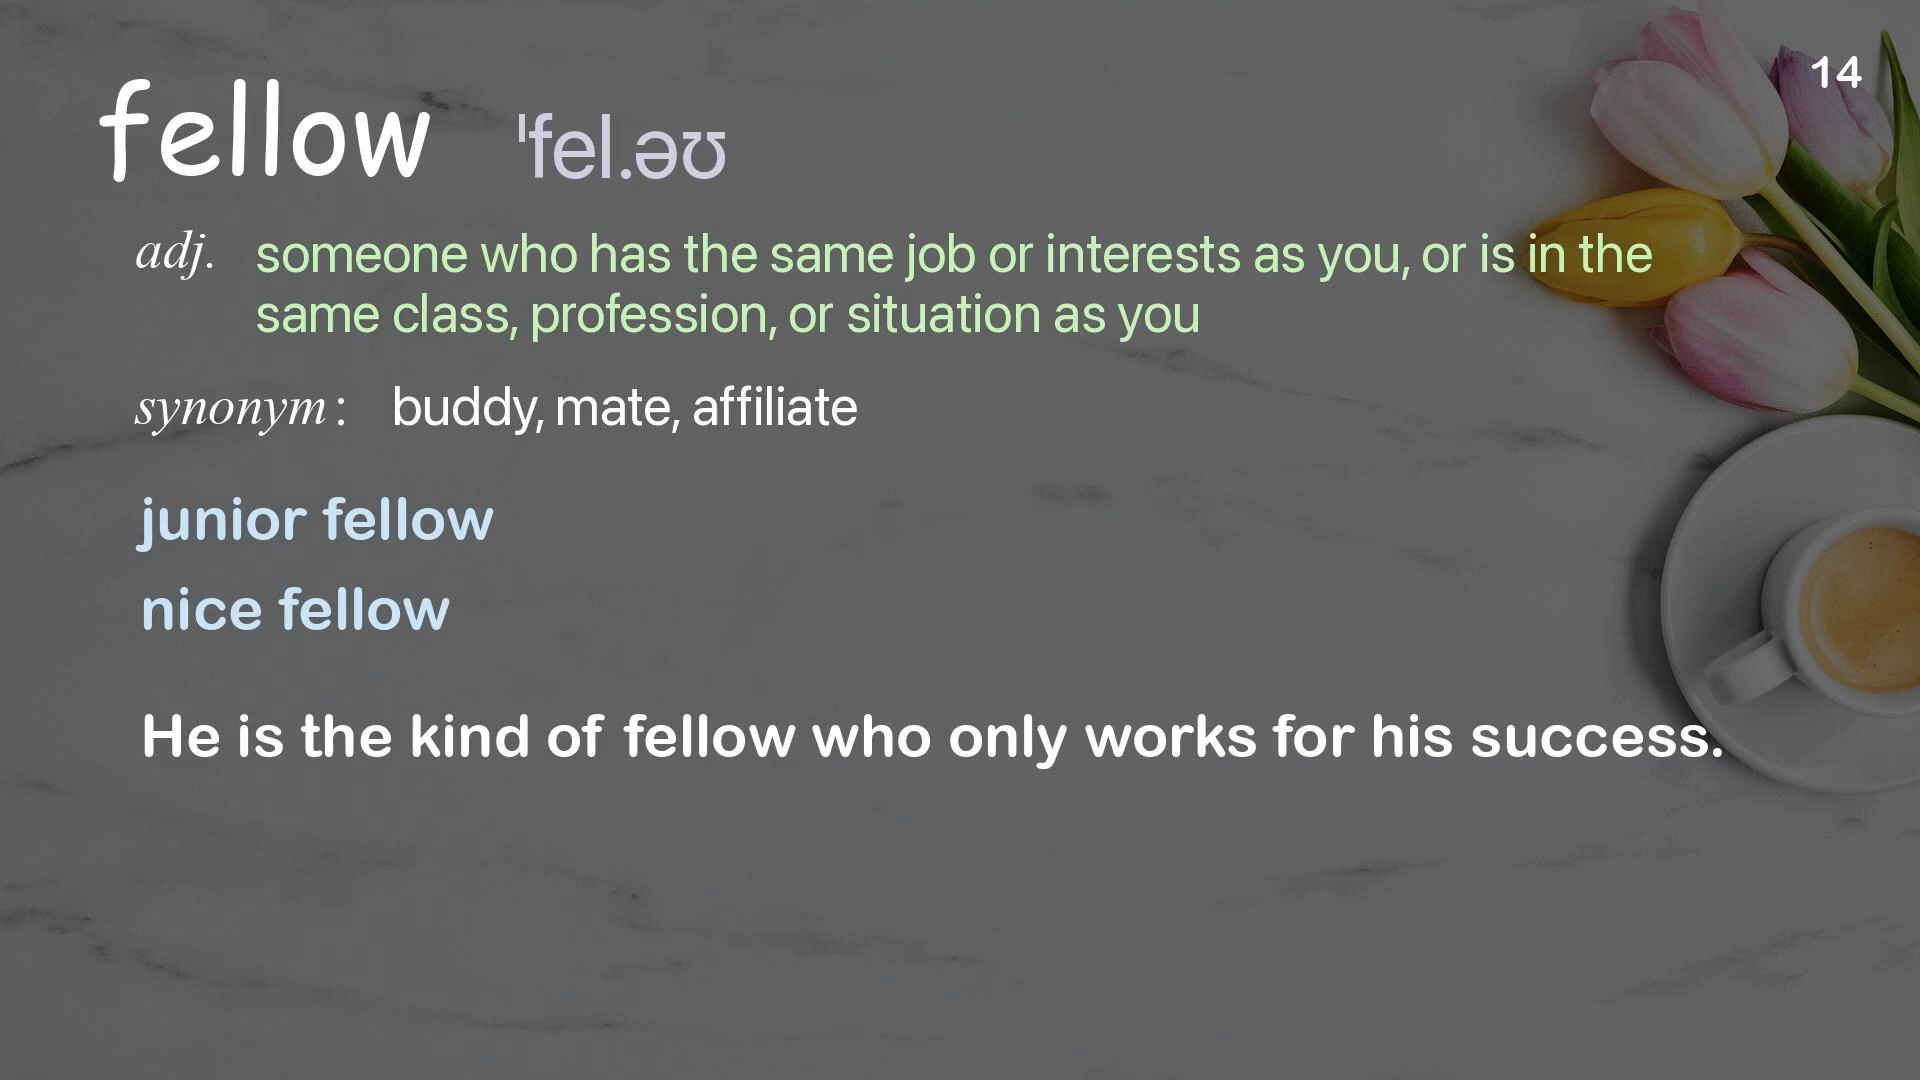 14
fellow ˈfel.əʊ
adj. someone who has the same job or interests as you, or is in the
same class, profession, or situation as you
synonym: buddy, mate, affiliate
junior fellow
nice fellow
He is the kind of fellow who only works for his success.